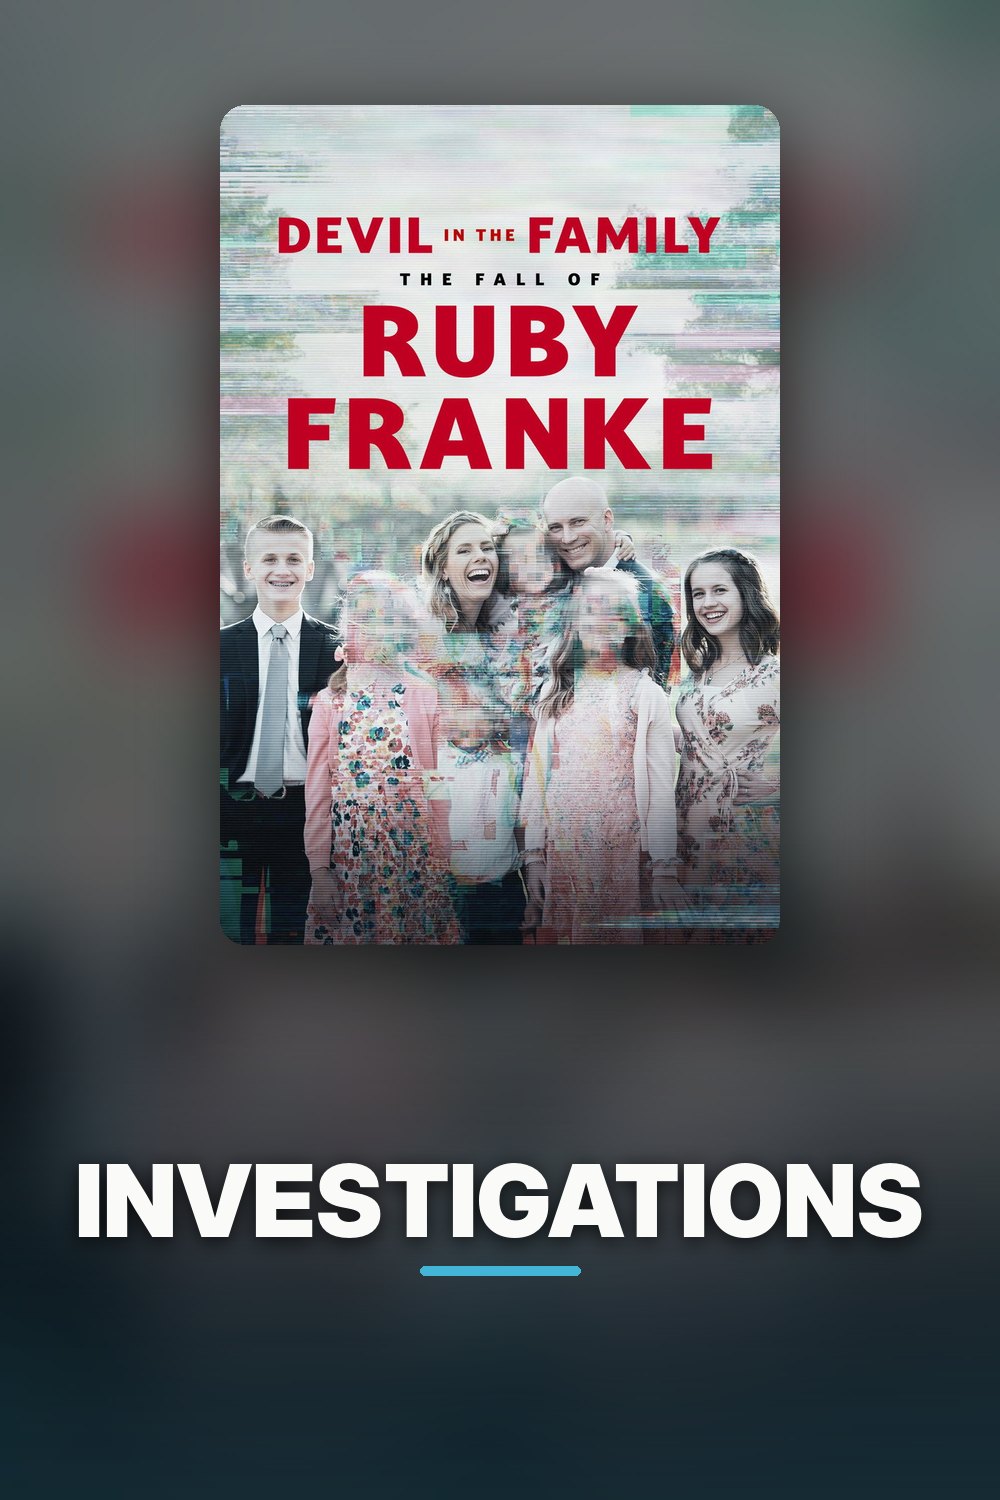 DEVIL IN THE FAMILY
THE FALL OF
RUBY
FRANKE
INVESTIGATIONS